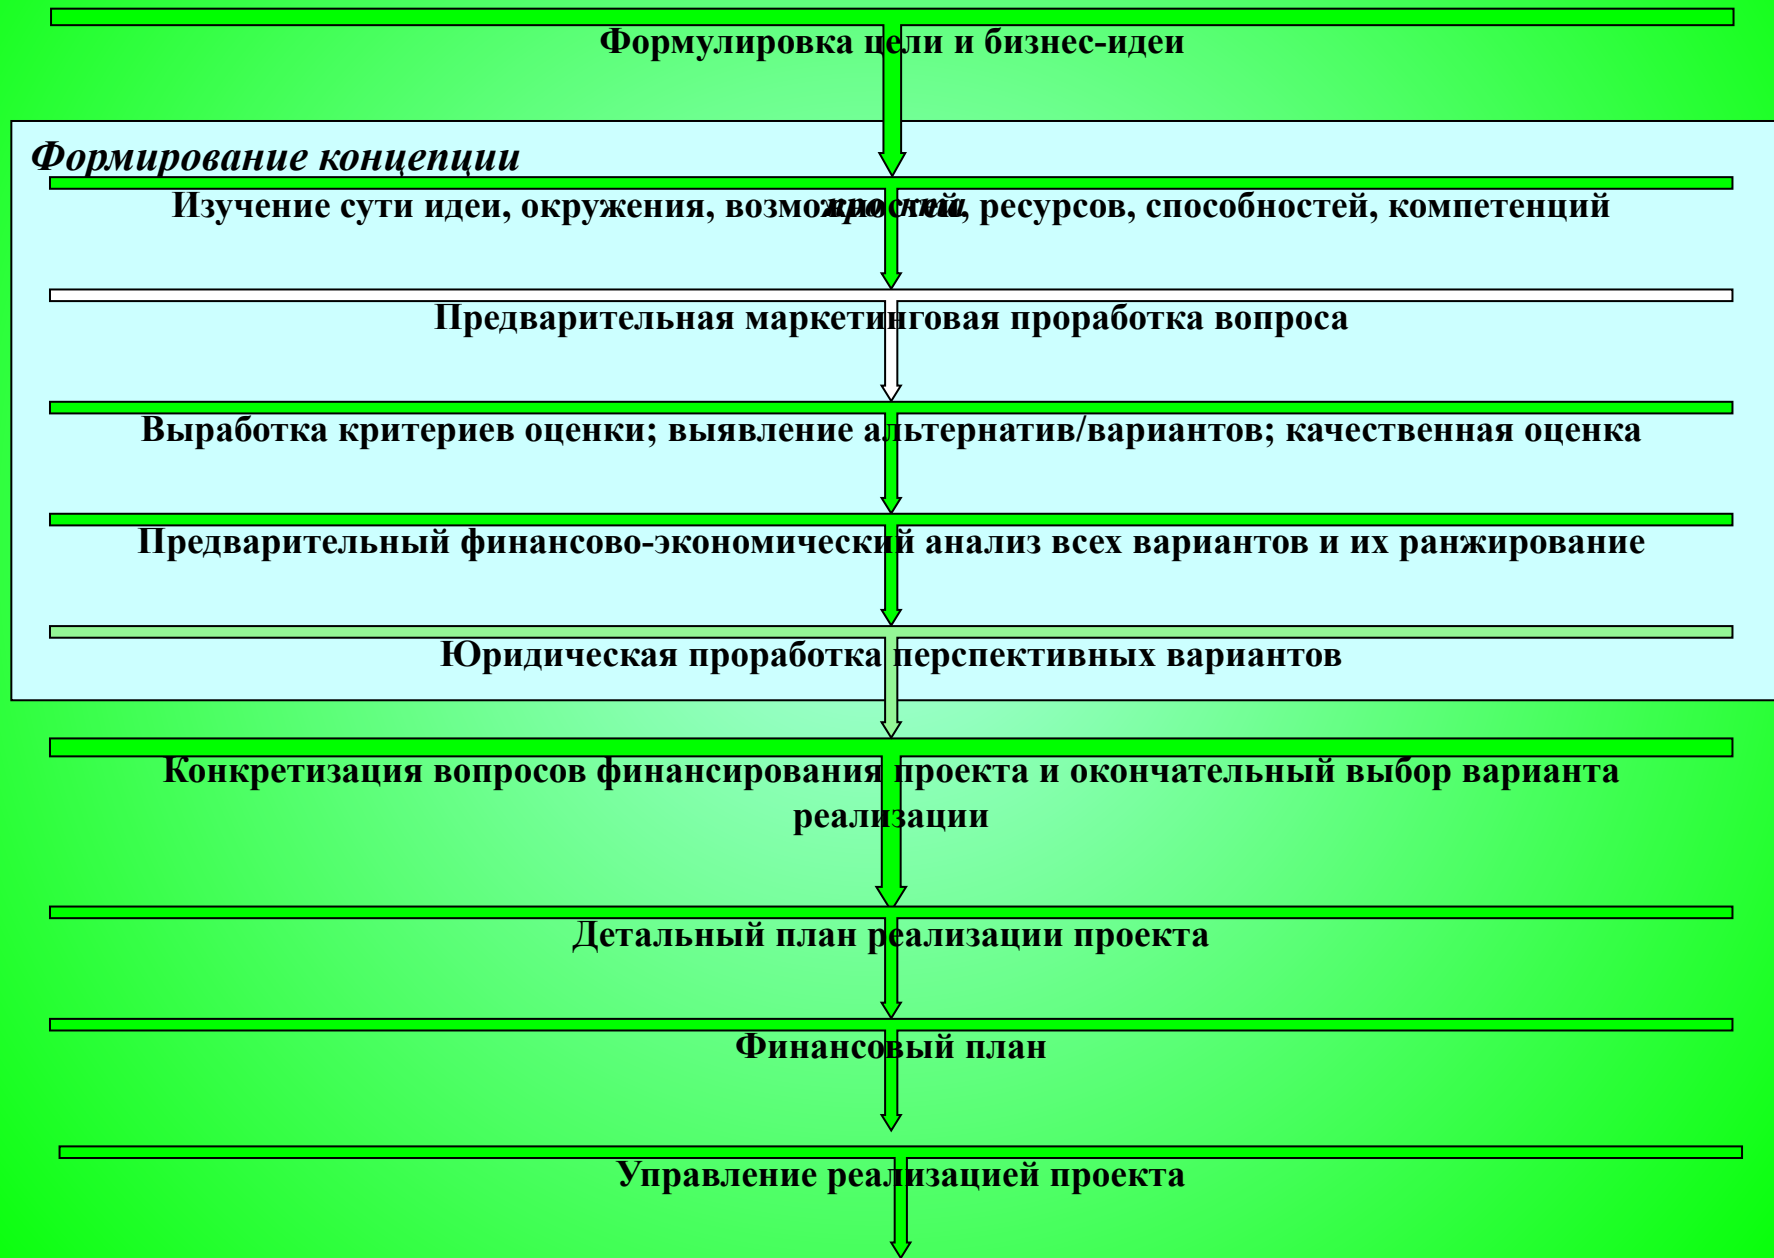 Формулировка цели и бизнес-идеи
Формирование концепции
проекта
Изучение сути идеи, окружения, возможностей, ресурсов, способностей, компетенций
Предварительная маркетинговая проработка вопроса
Выработка критериев оценки; выявление альтернатив/вариантов; качественная оценка
Предварительный финансово-экономический анализ всех вариантов и их ранжирование
Юридическая проработка перспективных вариантов
Конкретизация вопросов финансирования проекта и окончательный выбор варианта
реализации
Детальный план реализации проекта
Финансовый план
Управление реализацией проекта